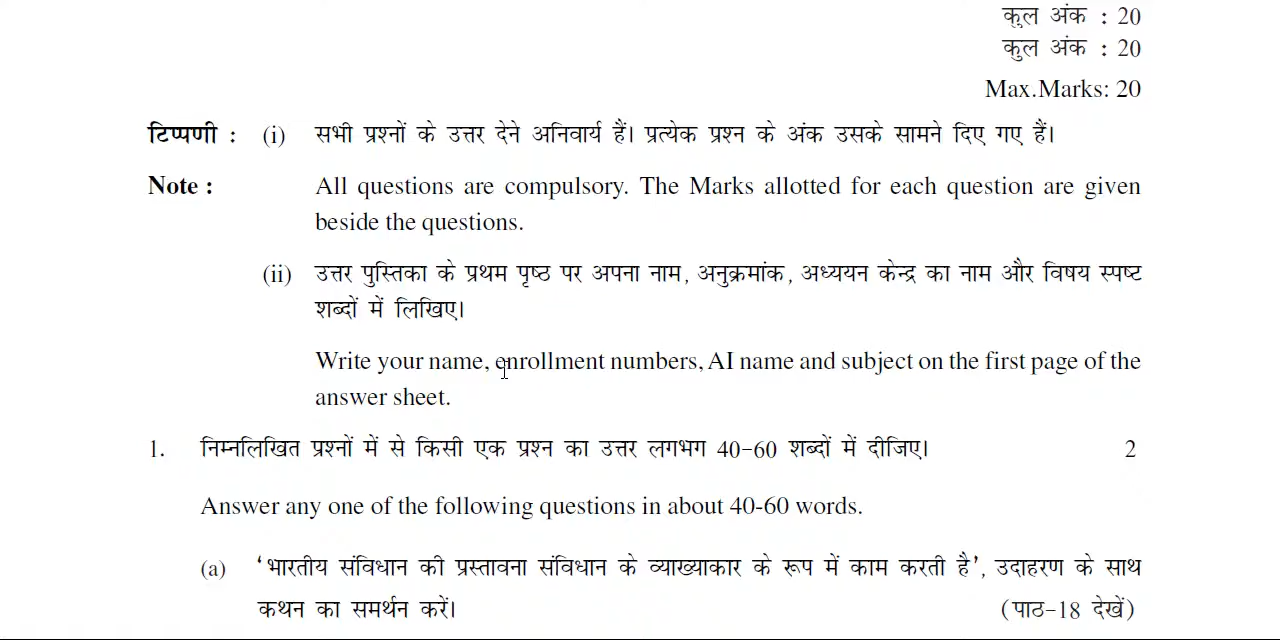 कुल अंक : 20
कुल अंक : 20
Max.Marks: 20
टिप्पणी : (i) सभी प्रश्नों के उत्तर देने अनिवार्य हैं। प्रत्येक प्रश्न के अंक उसके सामने दिए गए हैं।
Note : All questions are compulsory. The Marks allotted for each question are given
beside the questions.
(ii) उत्तर पुस्तिका के प्रथम पृष्ठ पर अपना नाम, अनुक्रमांक, अध्ययन केन्द्र का नाम और विषय स्पष्ट
शब्दों में लिखिए।
Write your name, enrollment numbers, AI name and subject on the first page of the
answer sheet.
1. निम्नलिखित प्रश्नों में से किसी एक प्रश्न का उत्तर लगभग 40-60 शब्दों में दीजिए। 2
Answer any one of the following questions in about 40-60 words.
(a) ‘भारतीय संविधान की प्रस्तावना संविधान के व्याख्याकार के रूप में काम करती है’, उदाहरण के साथ
कथन का समर्थन करें। (पाठ-18 देखें)